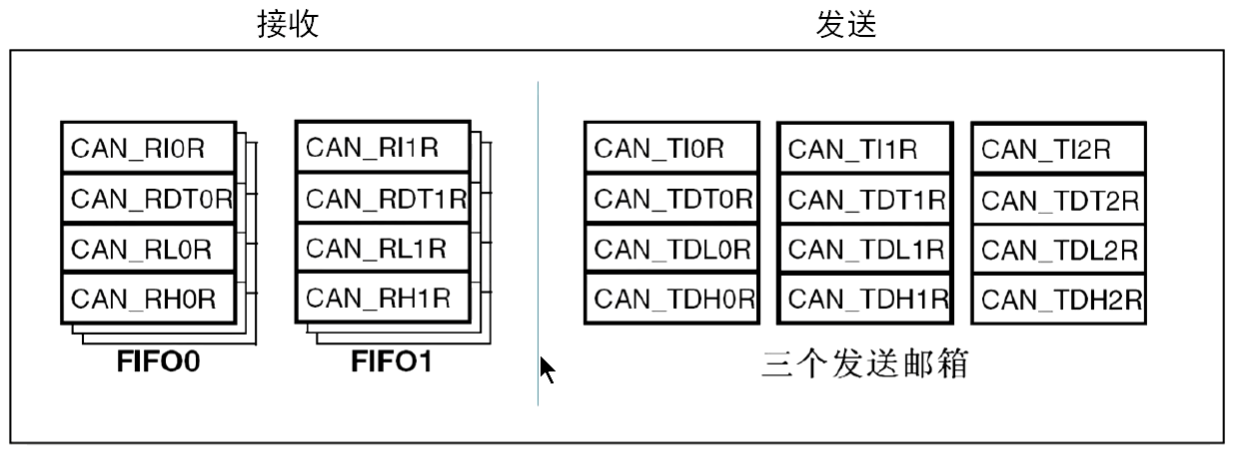 接收
发送
CAN_RI0R
CAN_RDT0R
CAN_RL0R
CAN_RH0R
FIFO0
CAN_RI1R
CAN_RDT1R
CAN_RL1R
CAN_RH1R
FIFO1
CAN_TI0R
CAN_TDT0R
CAN_TDL0R
CAN_TDH0R
CAN_TI1R
CAN_TDT1R
CAN_TDL1R
CAN_TDH1R
CAN_TI2R
CAN_TDT2R
CAN_TDL2R
CAN_TDH2R
三个发送邮箱